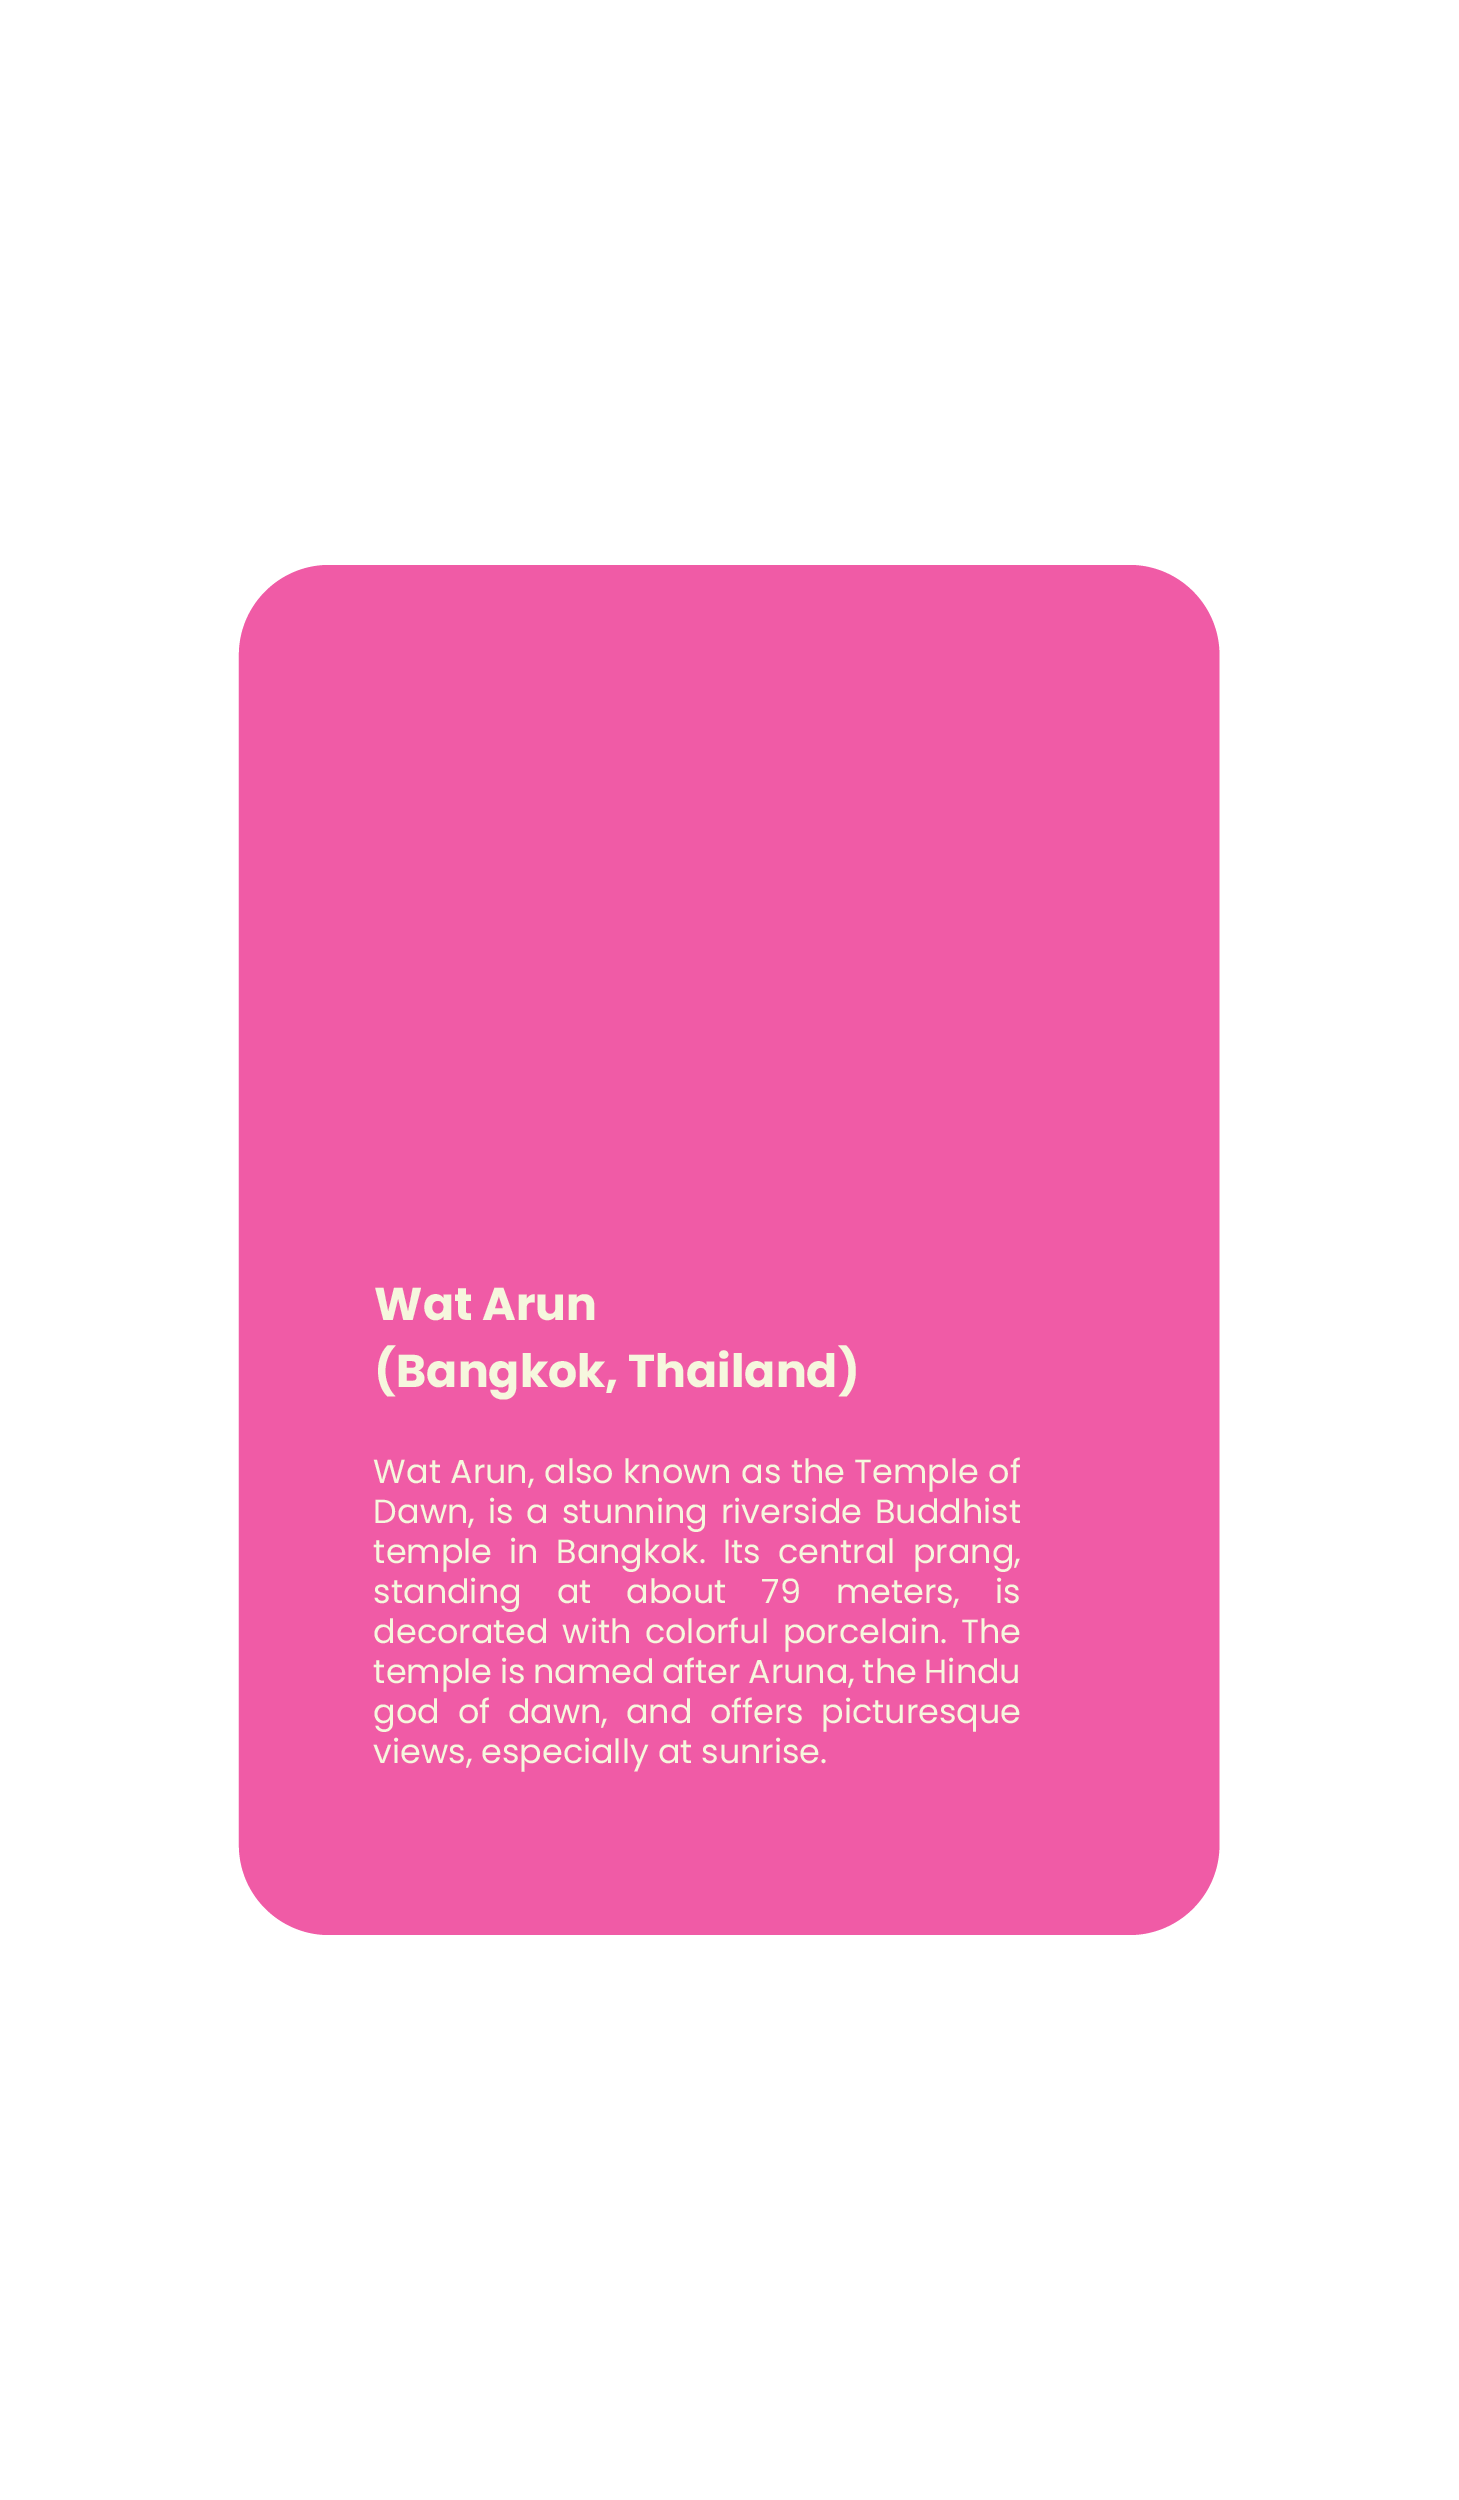 Wat Arun
(Bangkok, Thailand)
Wat Arun, also known as the Temple of
Dawn, is a stunning riverside Buddhist
temple in Bangkok. Its central prang,
standing at about 79 meters, is
decorated with colorful porcelain. The
temple is named after Aruna, the Hindu
god of dawn, and offers picturesque
views, especially at sunrise.